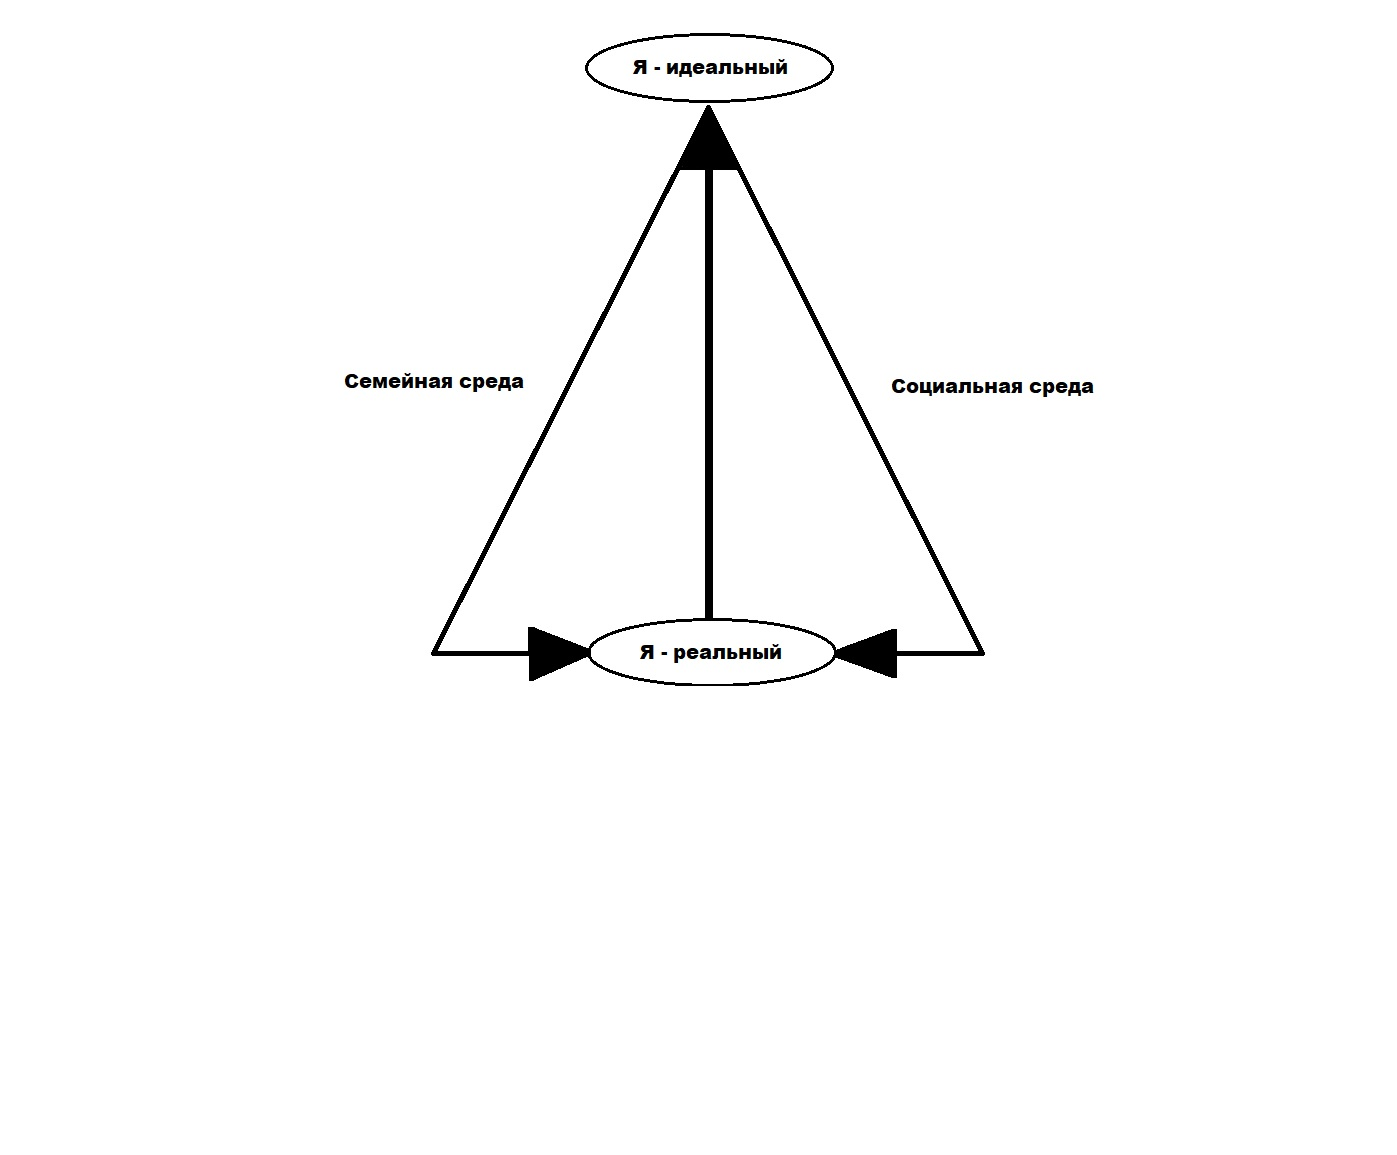 Я - идеальный
Семейная среда
Социальная среда
Я - реальный